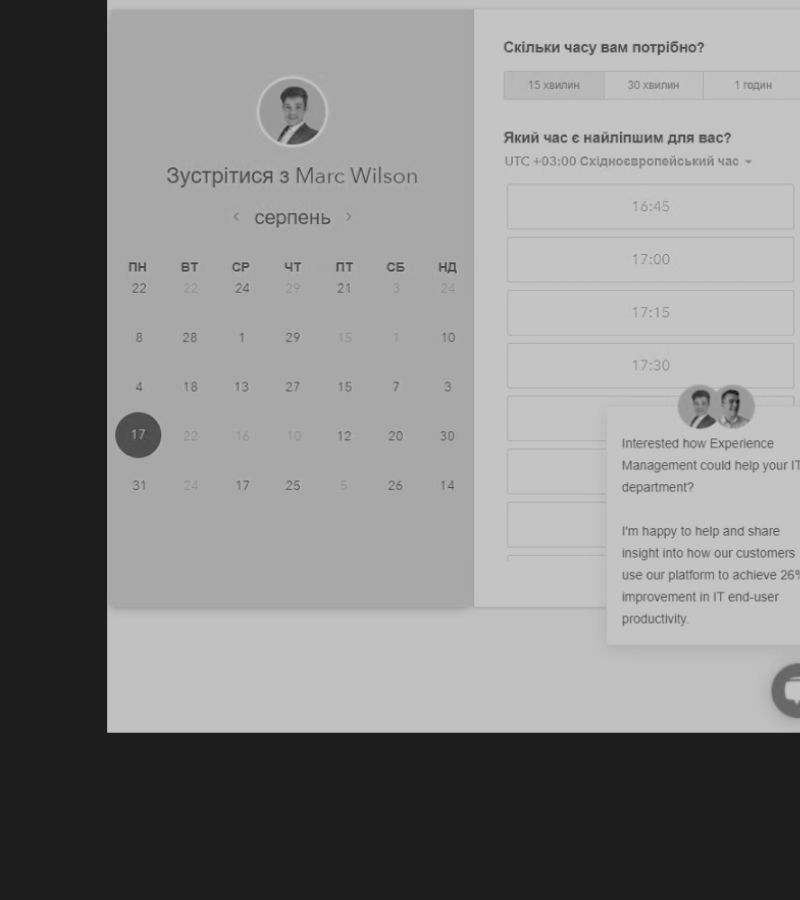 Зустрітися з Marc Wilson
серпень
ПН ВТ СР ЧТ ПТ СБ НД
22 22 24 29 21 3 24
8 28 1 29 15 1 10
4 18 13 27 15 7 3
17 22 16 10 12 20 30
31 24 17 25 5 26 14
Скільки часу вам потрібно?
15 хвилин 30 хвилин 1 годин
Який час є найліпшим для вас?
UTC +03:00 Східноєвропейський час
16:45
17:00
17:15
17:30
Interested how Experience
Management could help your IT
department?
I'm happy to help and share
insight into how our customers
use our platform to achieve 26%
improvement in IT end-user
productivity.